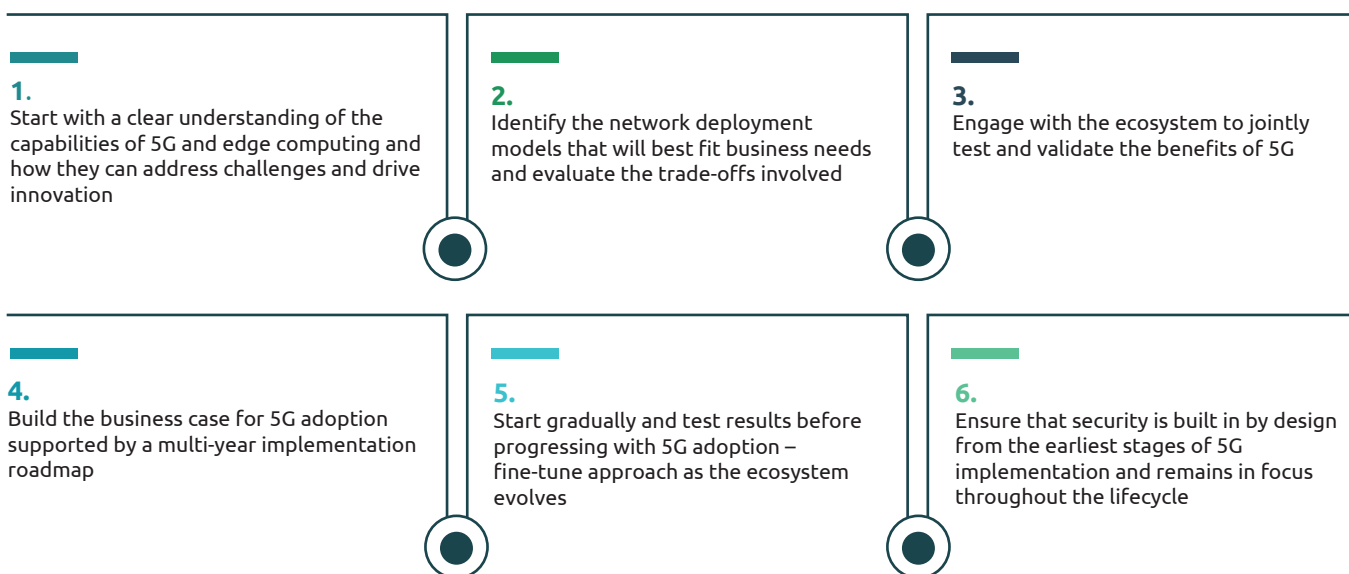 1.
Start with a clear understanding of the
capabilities of 5G and edge computing and
how they can address challenges and drive
innovation
2.
Identify the network deployment
models that will best fit business needs
and evaluate the trade-offs involved
3.
Engage with the ecosystem to jointly
test and validate the benefits of 5G
4.
Build the business case for 5G adoption
supported by a multi-year implementation
roadmap
5.
Start gradually and test results before
progressing with 5G adoption –
fine-tune approach as the ecosystem
evolves
6.
Ensure that security is built in by design
from the earliest stages of 5G
implementation and remains in focus
throughout the lifecycle